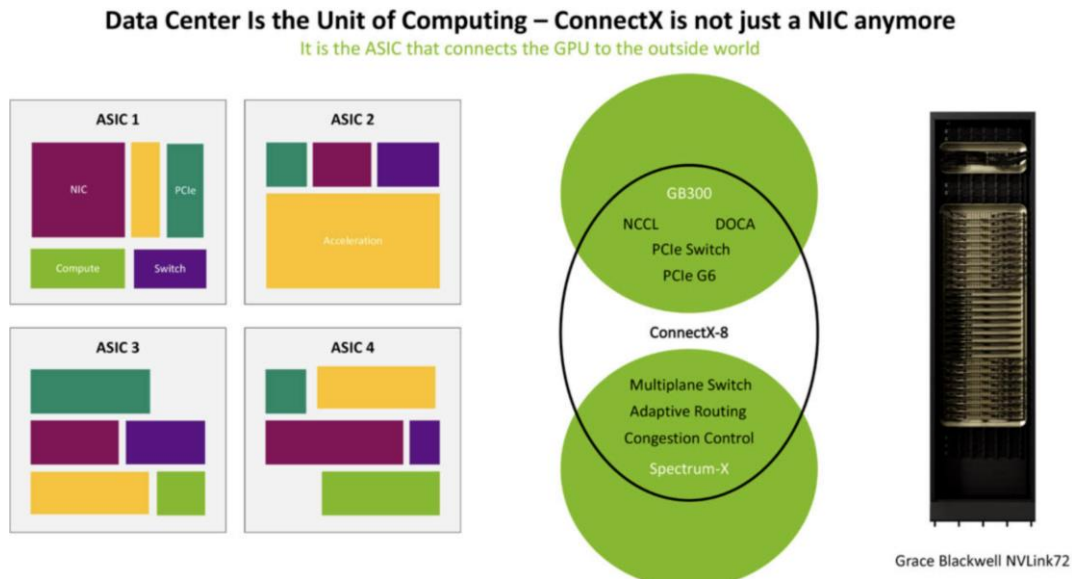 Data Center Is the Unit of Computing – ConnectX is not just a NIC anymore
It is the ASIC that connects the GPU to the outside world
ASIC 1
NIC
PCIe
Compute
Switch
ASIC 2
Acceleration
ASIC 3
ASIC 4
GB300
NCCL DOCA
PCIe Switch
PCIe G6
ConnectX-8
Multiplane Switch
Adaptive Routing
Congestion Control
Spectrum-X
Grace Blackwell NVLink72